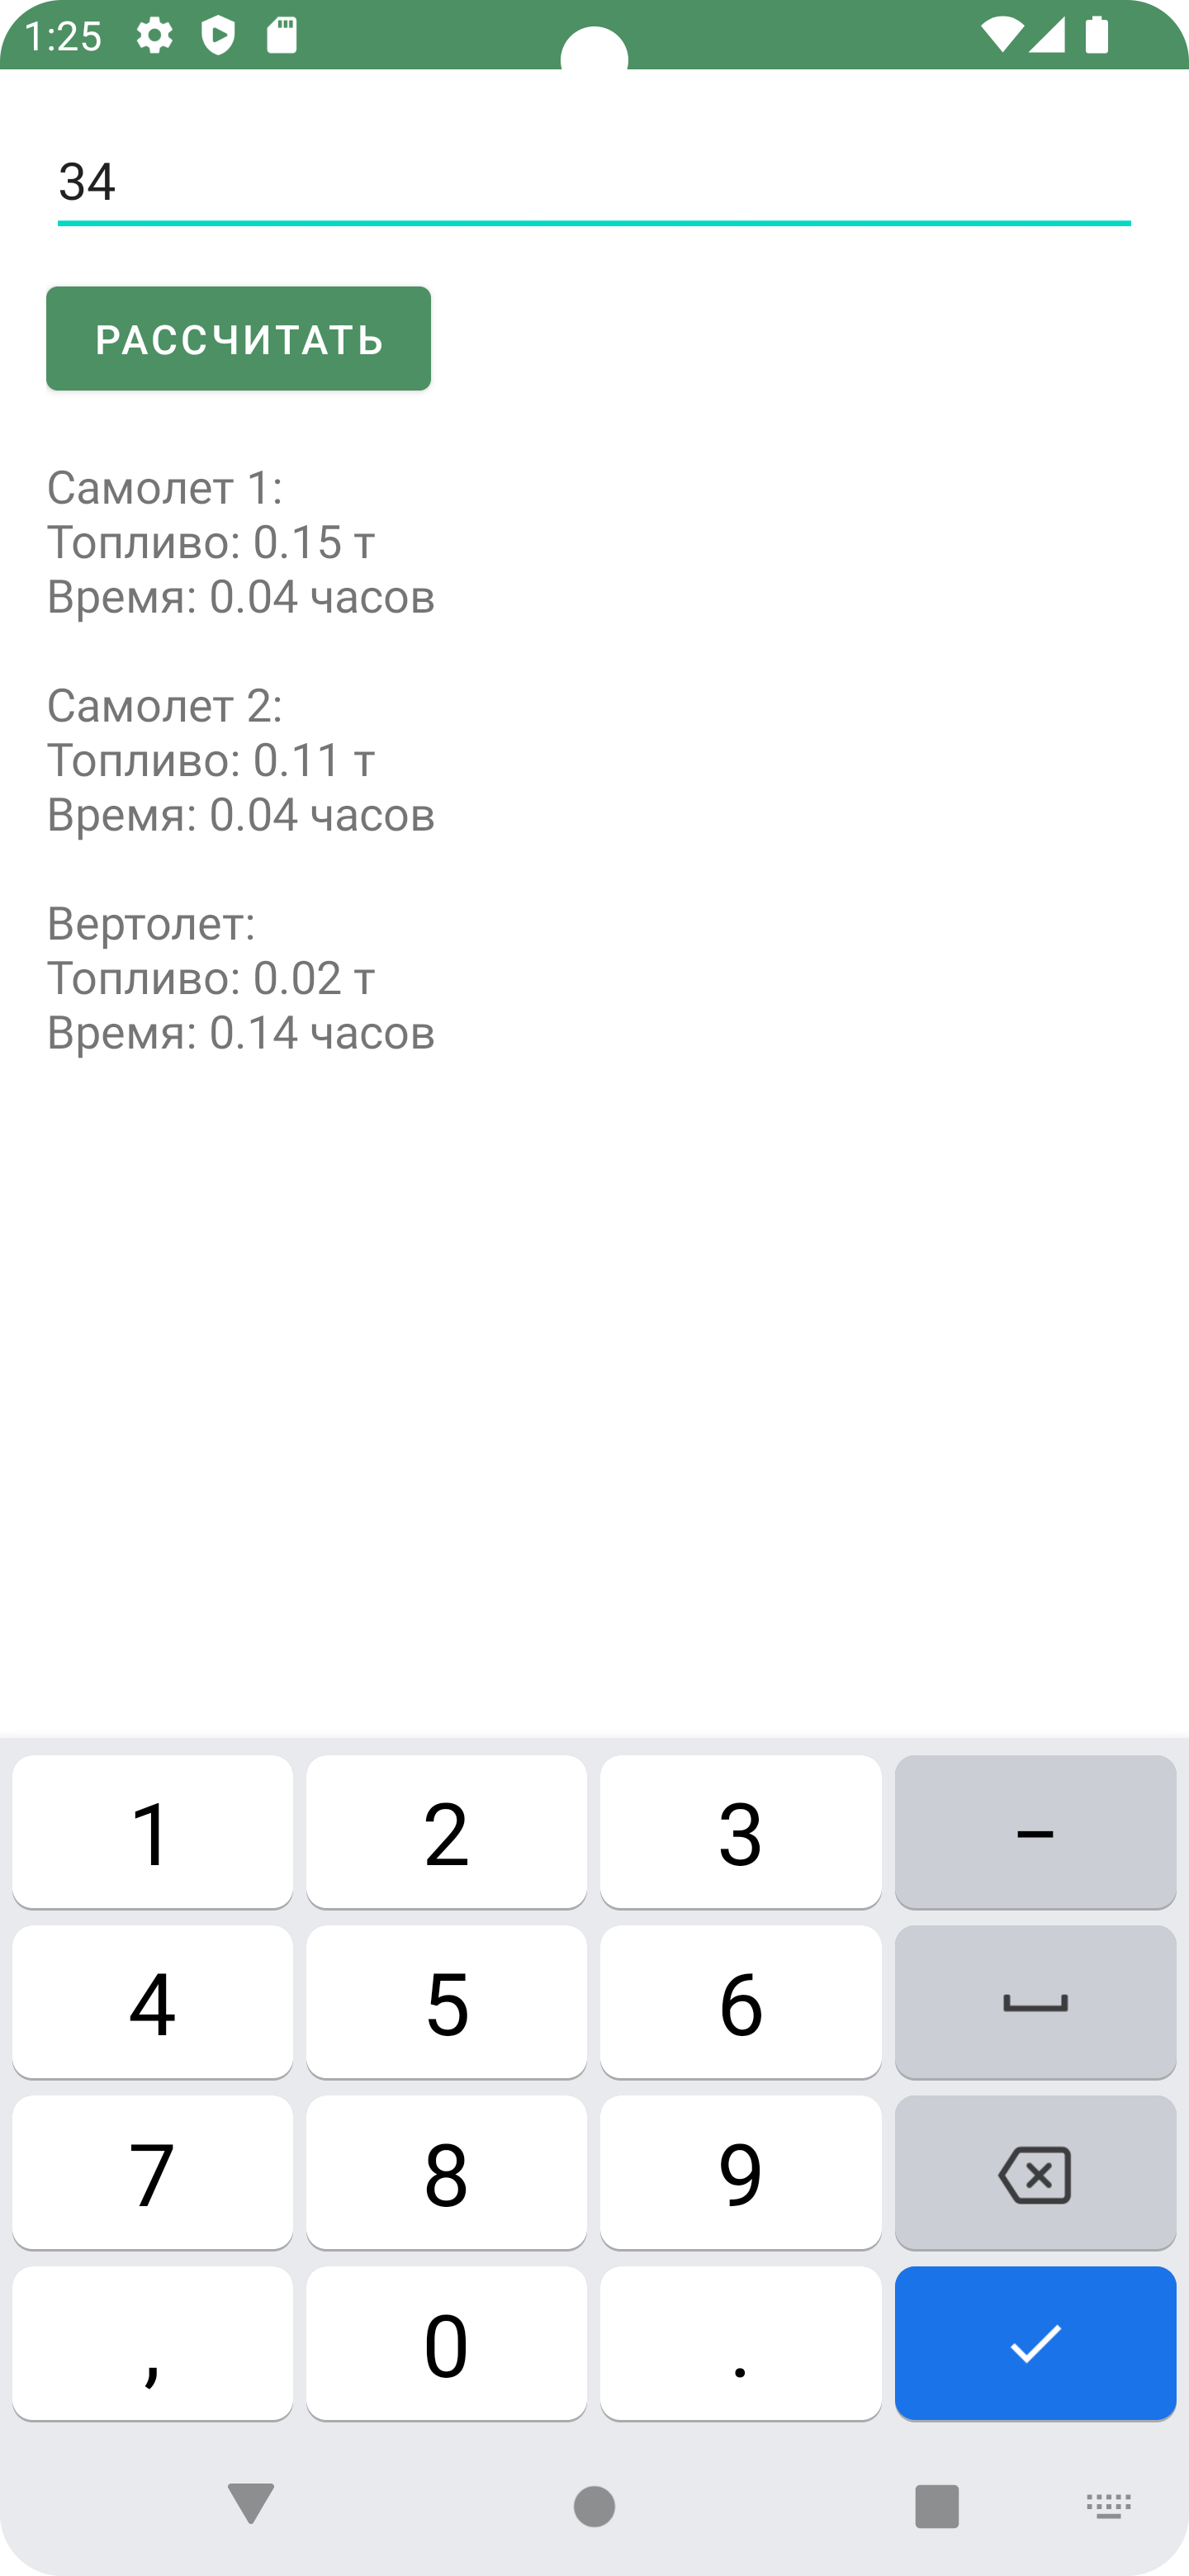 1:25
34
РАССЧИТАТЬ
Самолет 1:
Топливо: 0.15 т
Время: 0.04 часов
Самолет 2:
Топливо: 0.11 т
Время: 0.04 часов
Вертолет:
Топливо: 0.02 т
Время: 0.14 часов
1 2 3 –
4 5 6
7 8 9
, 0 .